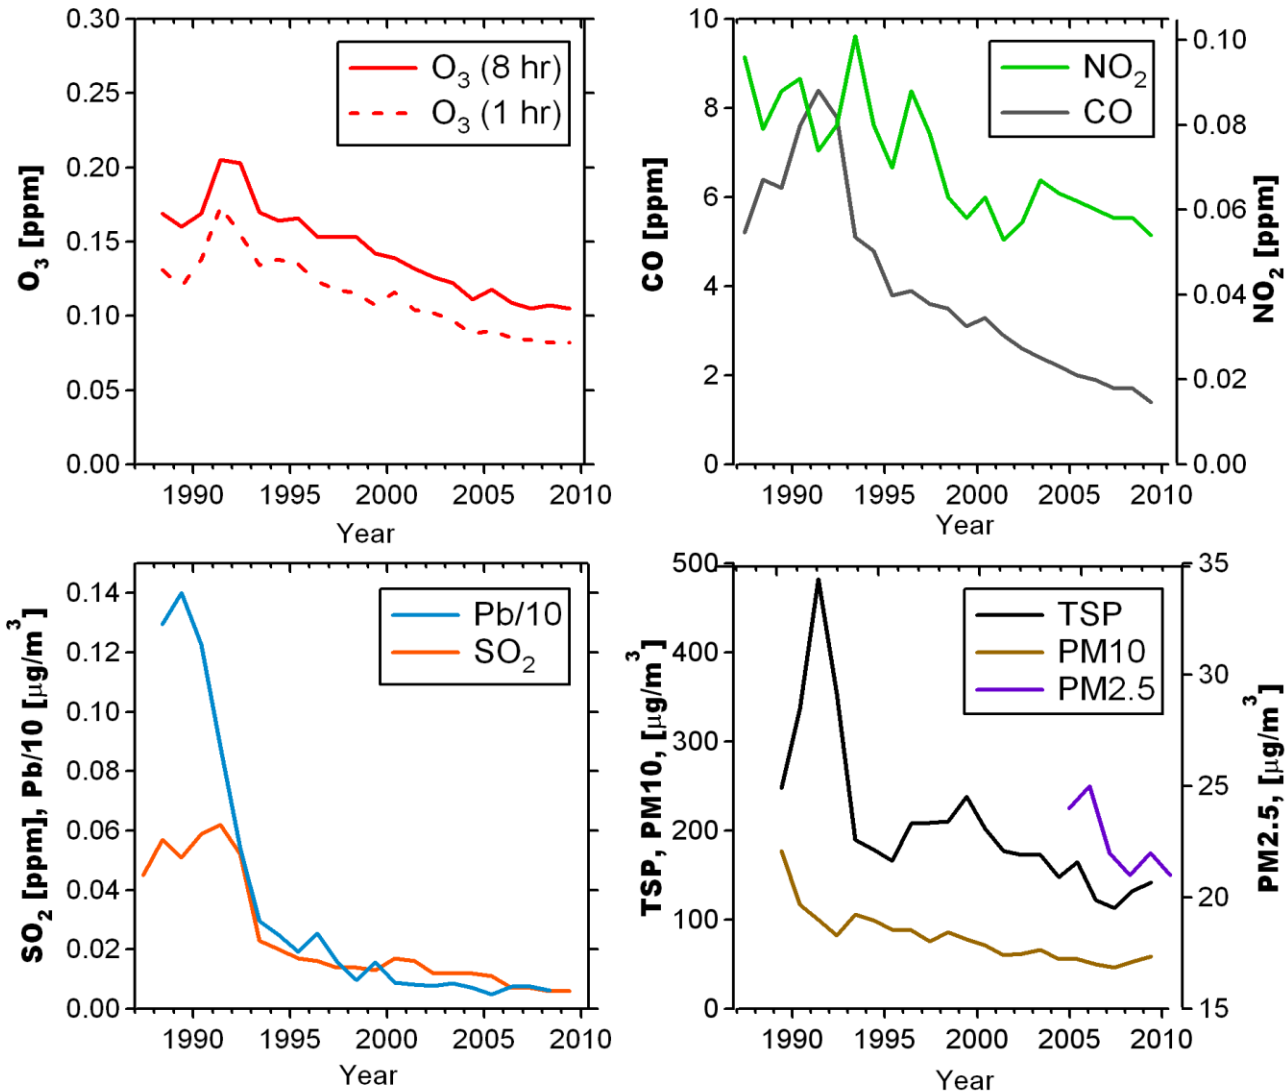 0.30
0.25
0.20
0.15
0.10
0.05
0.00
O₃ [ppm]
O₃ (8 hr)
O₃ (1 hr)
1990 1995 2000 2005 2010
Year
10
8
6
4
2
0
CO [ppm]
NO₂
CO
0.10
0.08
0.06
0.04
0.02
0.00
NO₂ [ppm]
1990 1995 2000 2005 2010
Year
0.14
0.12
0.10
0.08
0.06
0.04
0.02
0.00
SO₂ [ppm], Pb/10 [μg/m³]
Pb/10
SO₂
1990 1995 2000 2005 2010
Year
500
400
300
200
100
0
TSP, PM10, [μg/m³]
TSP
PM10
PM2.5
35
30
25
20
15
PM2.5, [μg/m³]
1990 1995 2000 2005 2010
Year